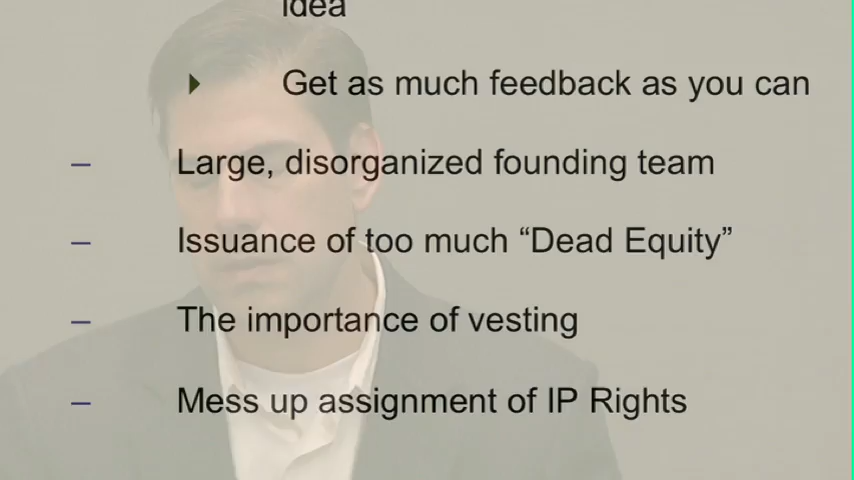 idea
Get as much feedback as you can
– Large, disorganized founding team
– Issuance of too much “Dead Equity”
– The importance of vesting
– Mess up assignment of IP Rights